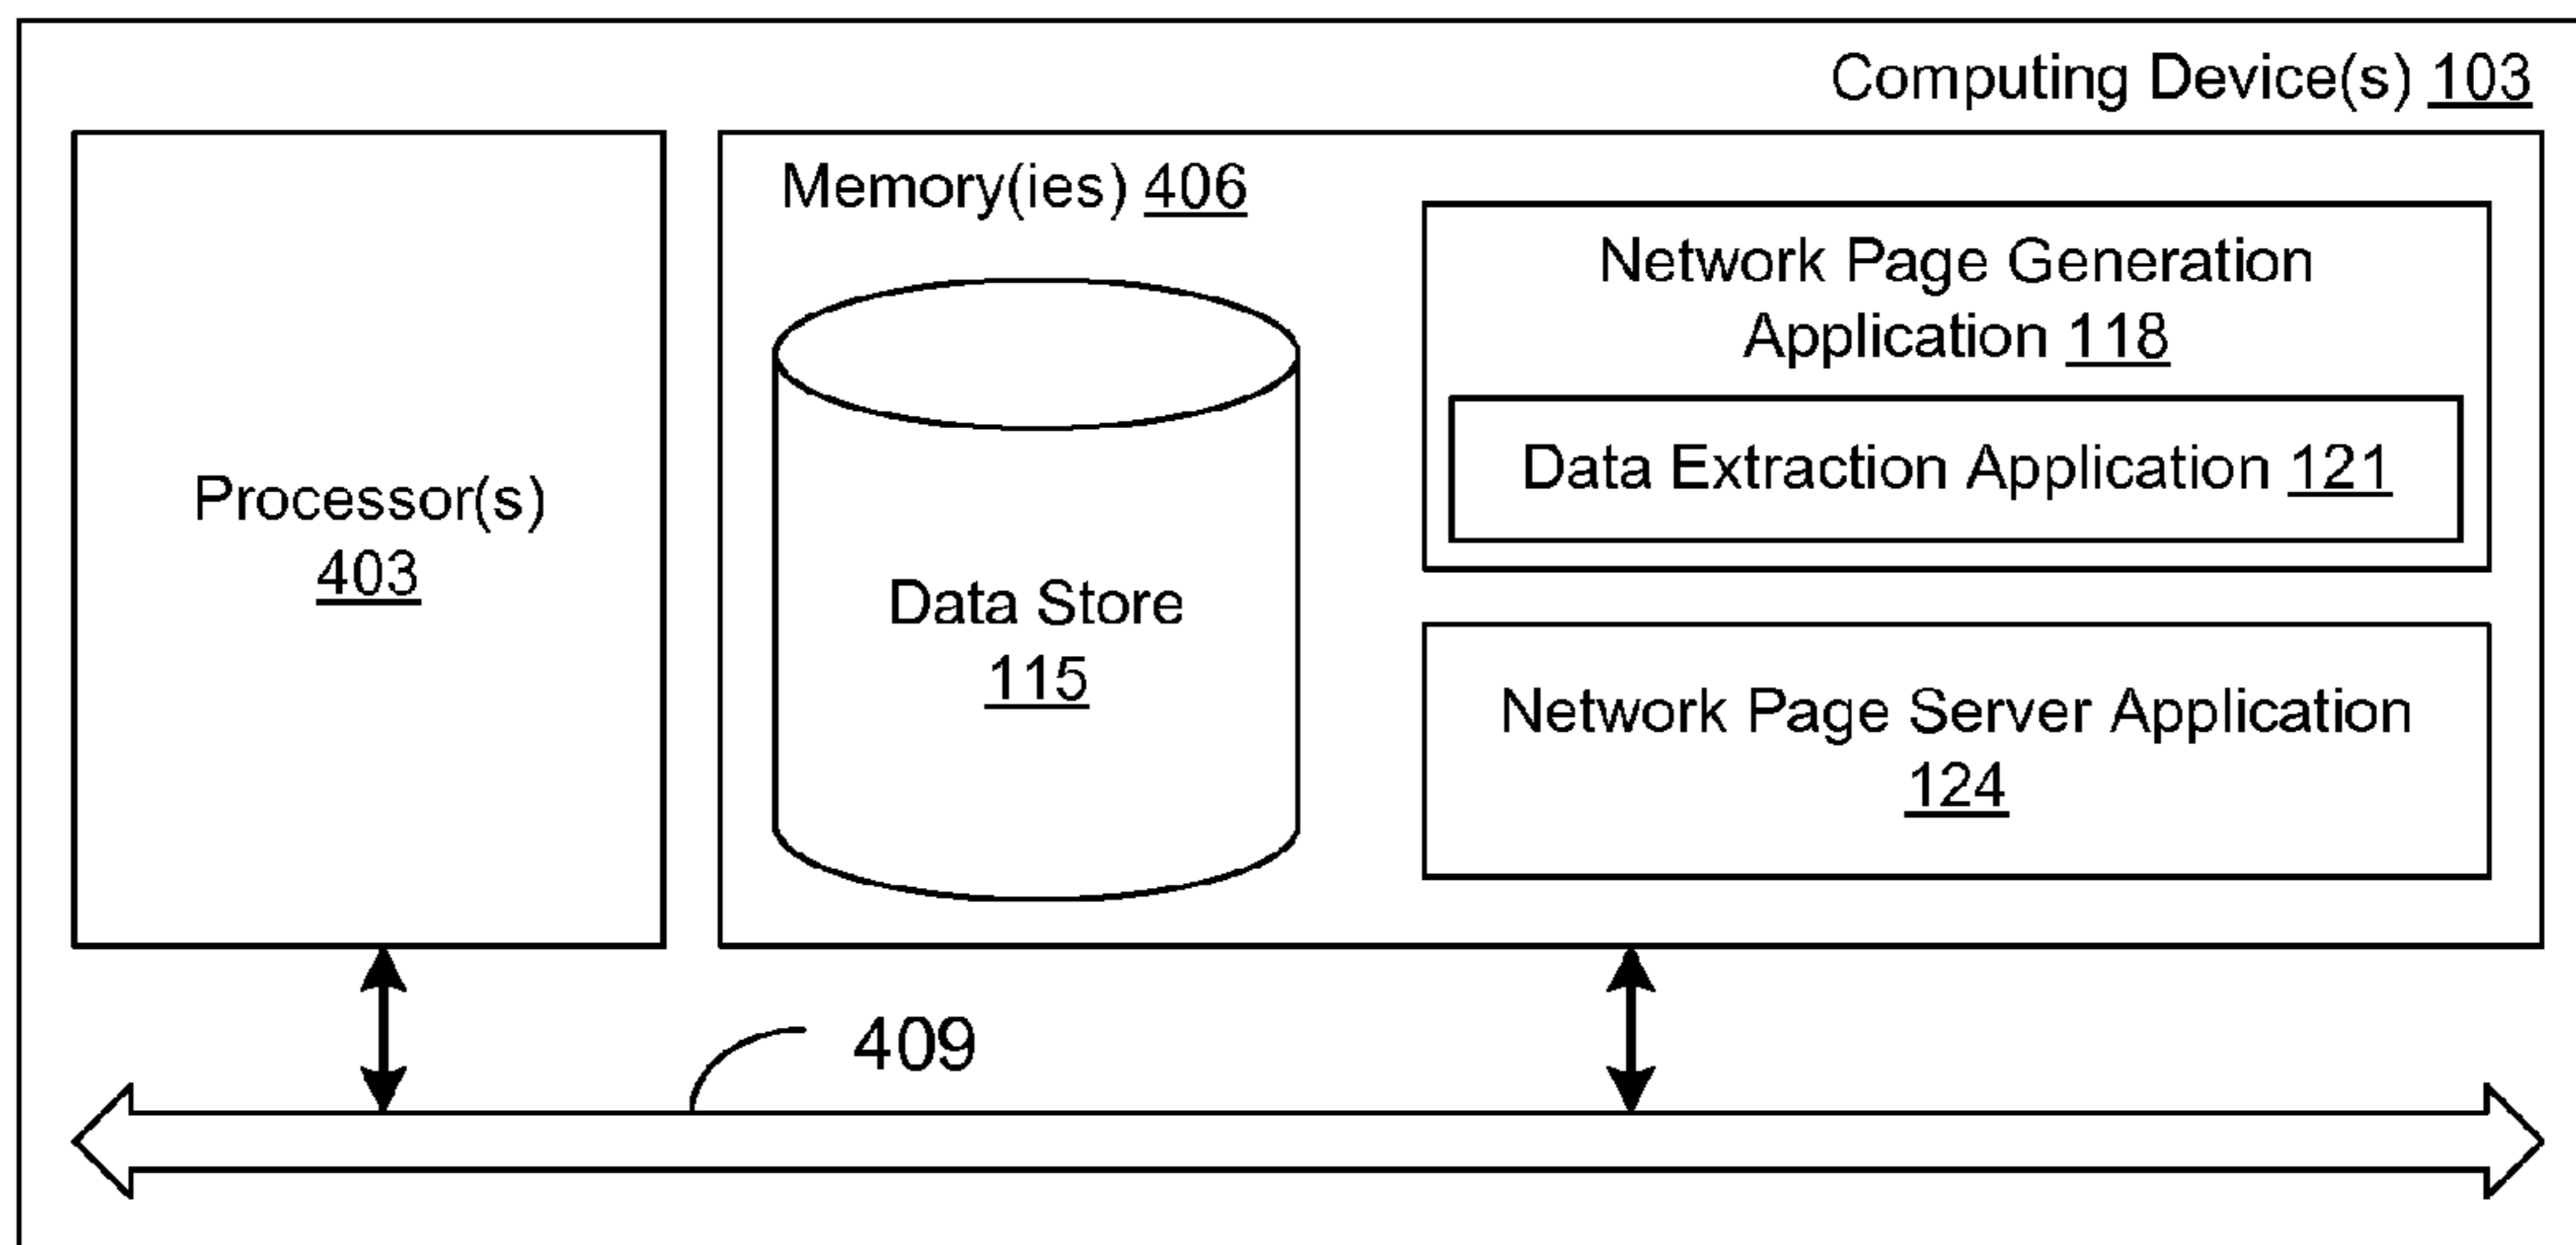 Computing Device(s) 103
Processor(s)
403
Memory(ies) 406
Data Store
115
Network Page Generation
Application 118
Data Extraction Application 121
Network Page Server Application
124
409